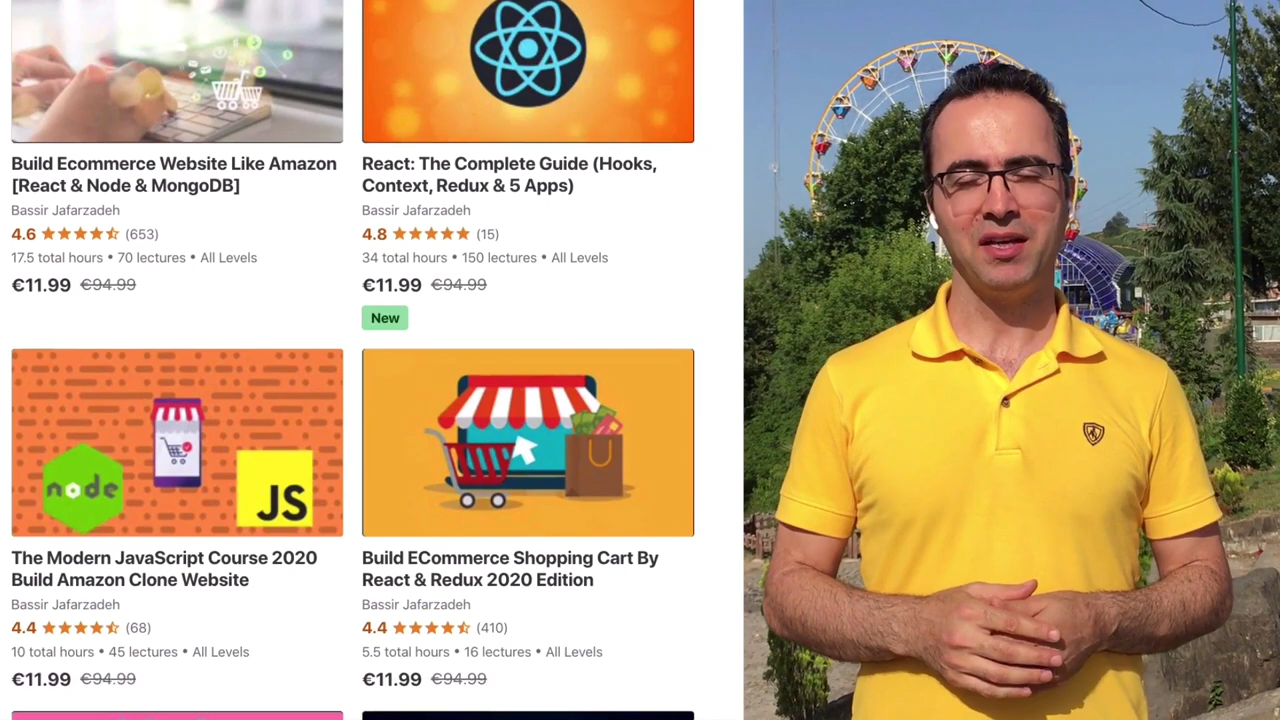 Build Ecommerce Website Like Amazon
[React & Node & MongoDB]
Bassir Jafarzadeh
4.6 (653)
17.5 total hours • 70 lectures • All Levels
€11.99 €94.99
React: The Complete Guide (Hooks,
Context, Redux & 5 Apps)
Bassir Jafarzadeh
4.8 (15)
34 total hours • 150 lectures • All Levels
€11.99 €94.99
New
node
JS
The Modern JavaScript Course 2020
Build Amazon Clone Website
Bassir Jafarzadeh
4.4 (68)
10 total hours • 45 lectures • All Levels
€11.99 €94.99
Build ECommerce Shopping Cart By
React & Redux 2020 Edition
Bassir Jafarzadeh
4.4 (410)
5.5 total hours • 16 lectures • All Levels
€11.99 €94.99